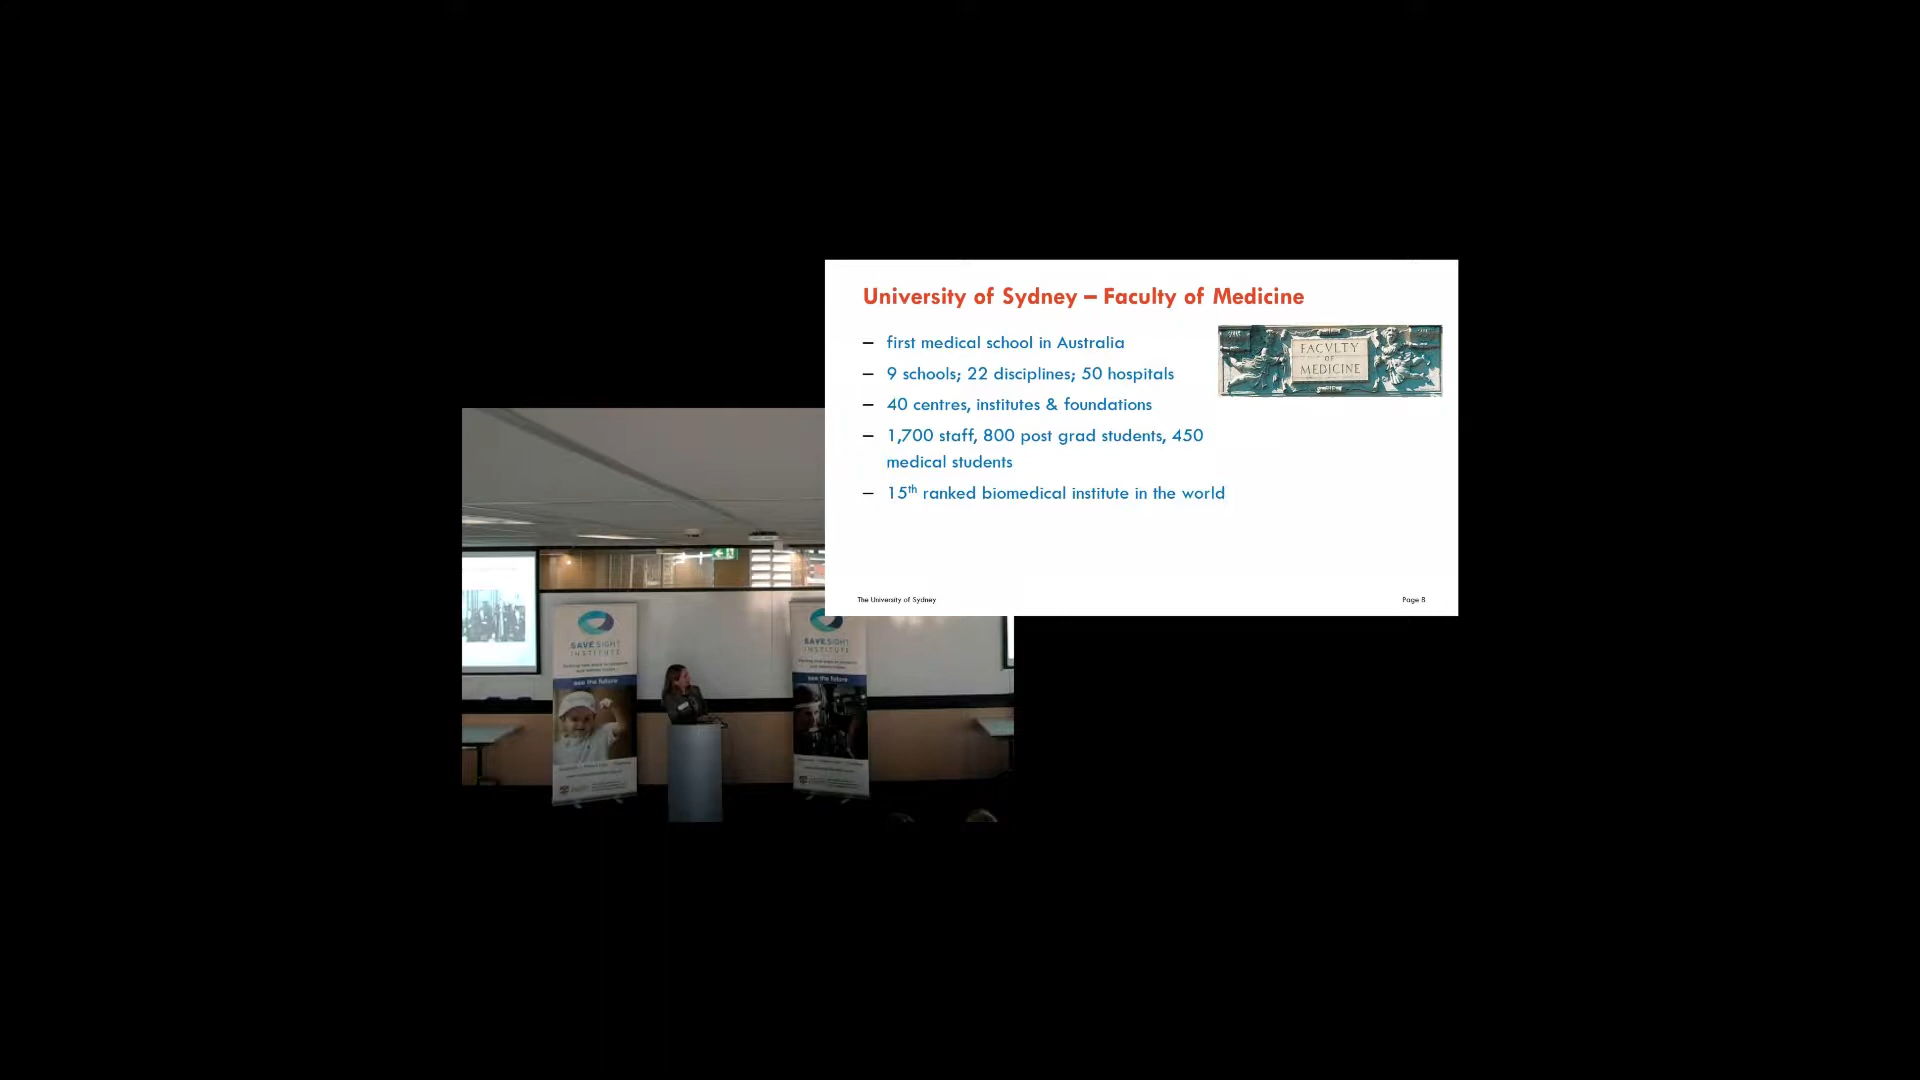 University of Sydney – Faculty of Medicine
– first medical school in Australia
– 9 schools; 22 disciplines; 50 hospitals
– 40 centres, institutes & foundations
– 1,700 staff, 800 post grad students, 450
medical students
– 15th ranked biomedical institute in the world
FACVLTY
OF
MEDICINE
The University of Sydney
Page 8
SAVE SIGHT
INSTITUTE
see the future
SAVE SIGHT
INSTITUTE
see the future